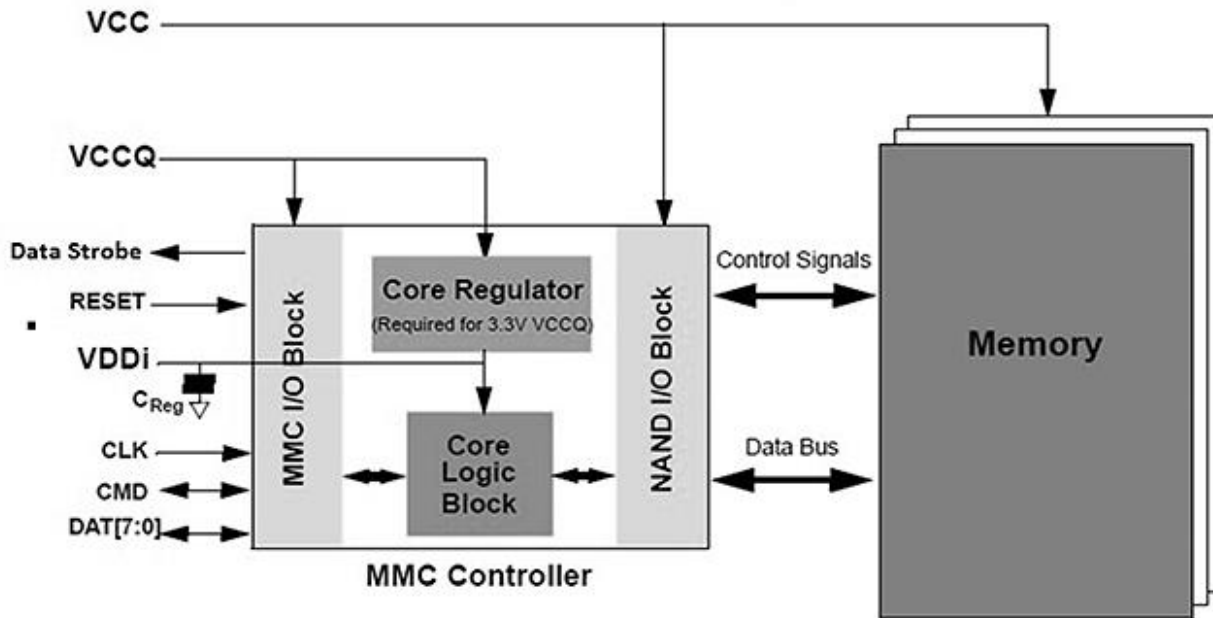 VCC
VCCQ
Data Strobe
RESET
VDDi
CReg
CLK
CMD
DAT[7:0]
MMC I/O Block
Core Regulator
(Required for 3.3V VCCQ)
Core
Logic
Block
NAND I/O Block
MMC Controller
Control Signals
Data Bus
Memory